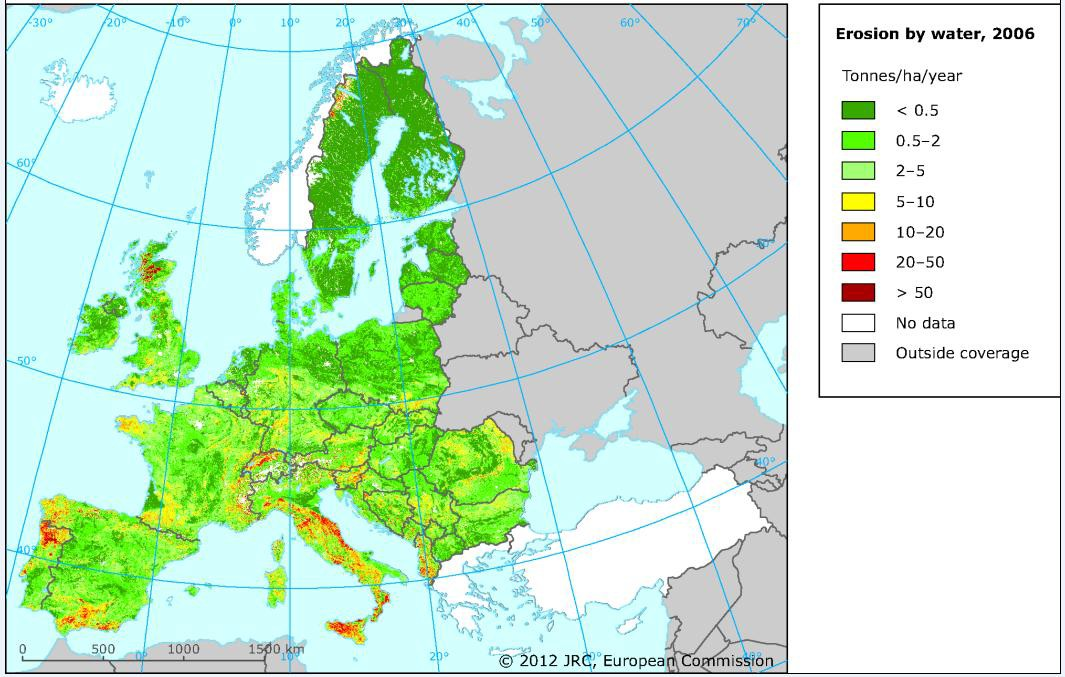 -30° -20° -10° 0° 10° 20° 30° 40° 50° 60° 70°
60°
50°
40°
40°
0 500 1000 1500 km
0° 10° 20°
© 2012 JRC, European Commission
Erosion by water, 2006
Tonnes/ha/year
< 0.5
0.5–2
2–5
5–10
10–20
20–50
> 50
No data
Outside coverage